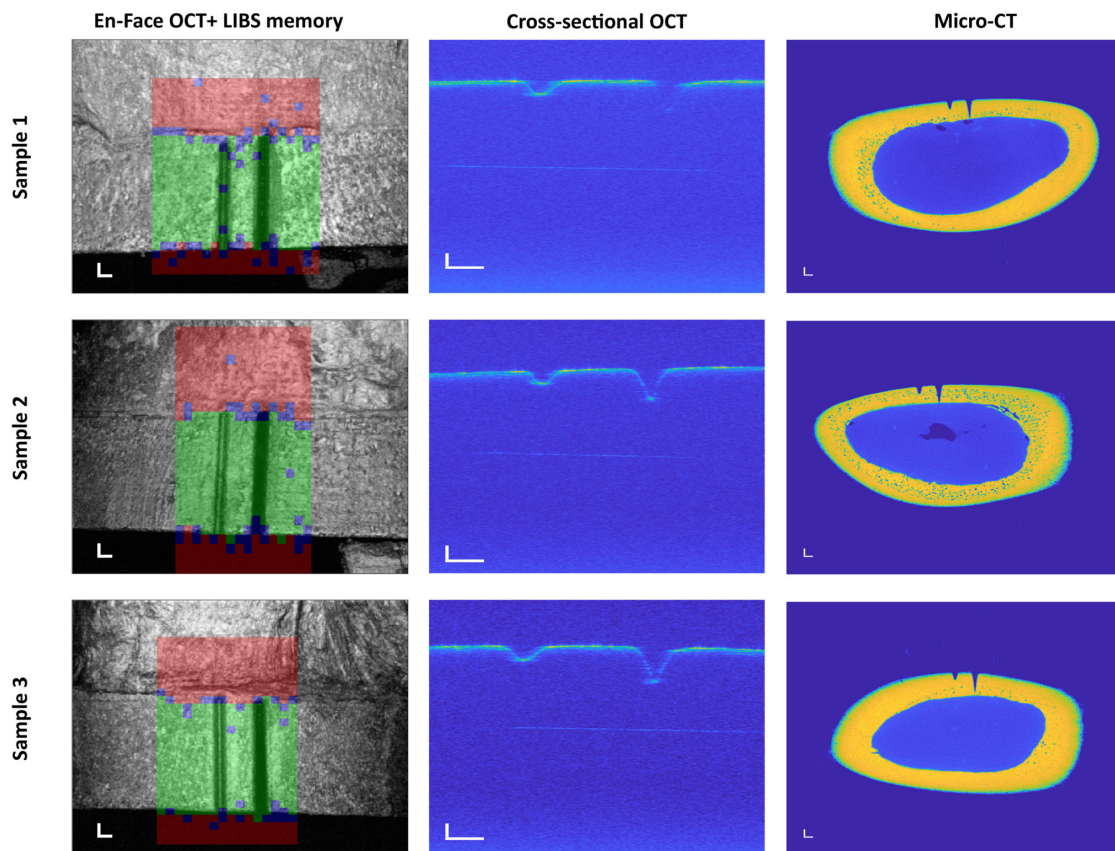 En-Face OCT+ LIBS memory
Cross-sectional OCT
Micro-CT
Sample 1
Sample 2
Sample 3